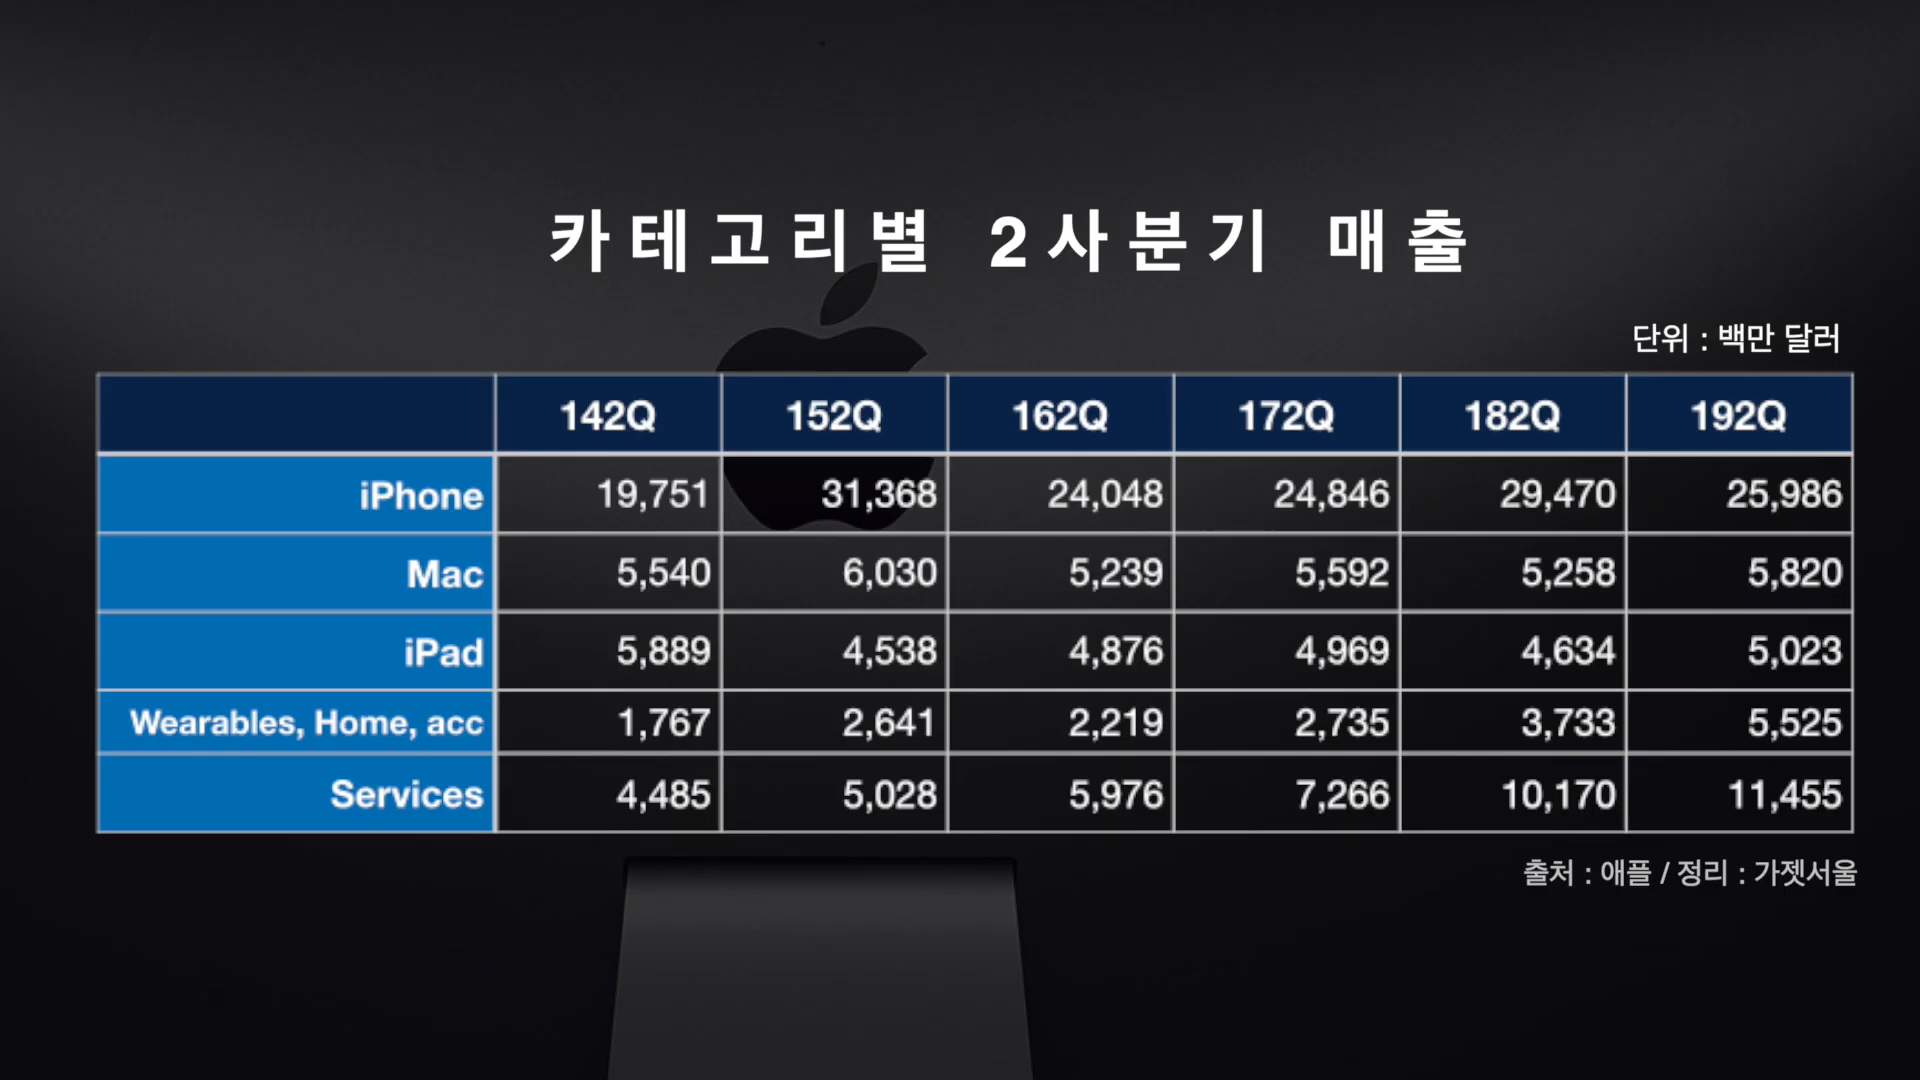 카테고리별 2사분기 매출
단위 : 백만 달러
142Q 152Q 162Q 172Q 182Q 192Q
iPhone 19,751 31,368 24,048 24,846 29,470 25,986
Mac 5,540 6,030 5,239 5,592 5,258 5,820
iPad 5,889 4,538 4,876 4,969 4,634 5,023
Wearables, Home, acc 1,767 2,641 2,219 2,735 3,733 5,525
Services 4,485 5,028 5,976 7,266 10,170 11,455
출처 : 애플 / 정리 : 가젯서울